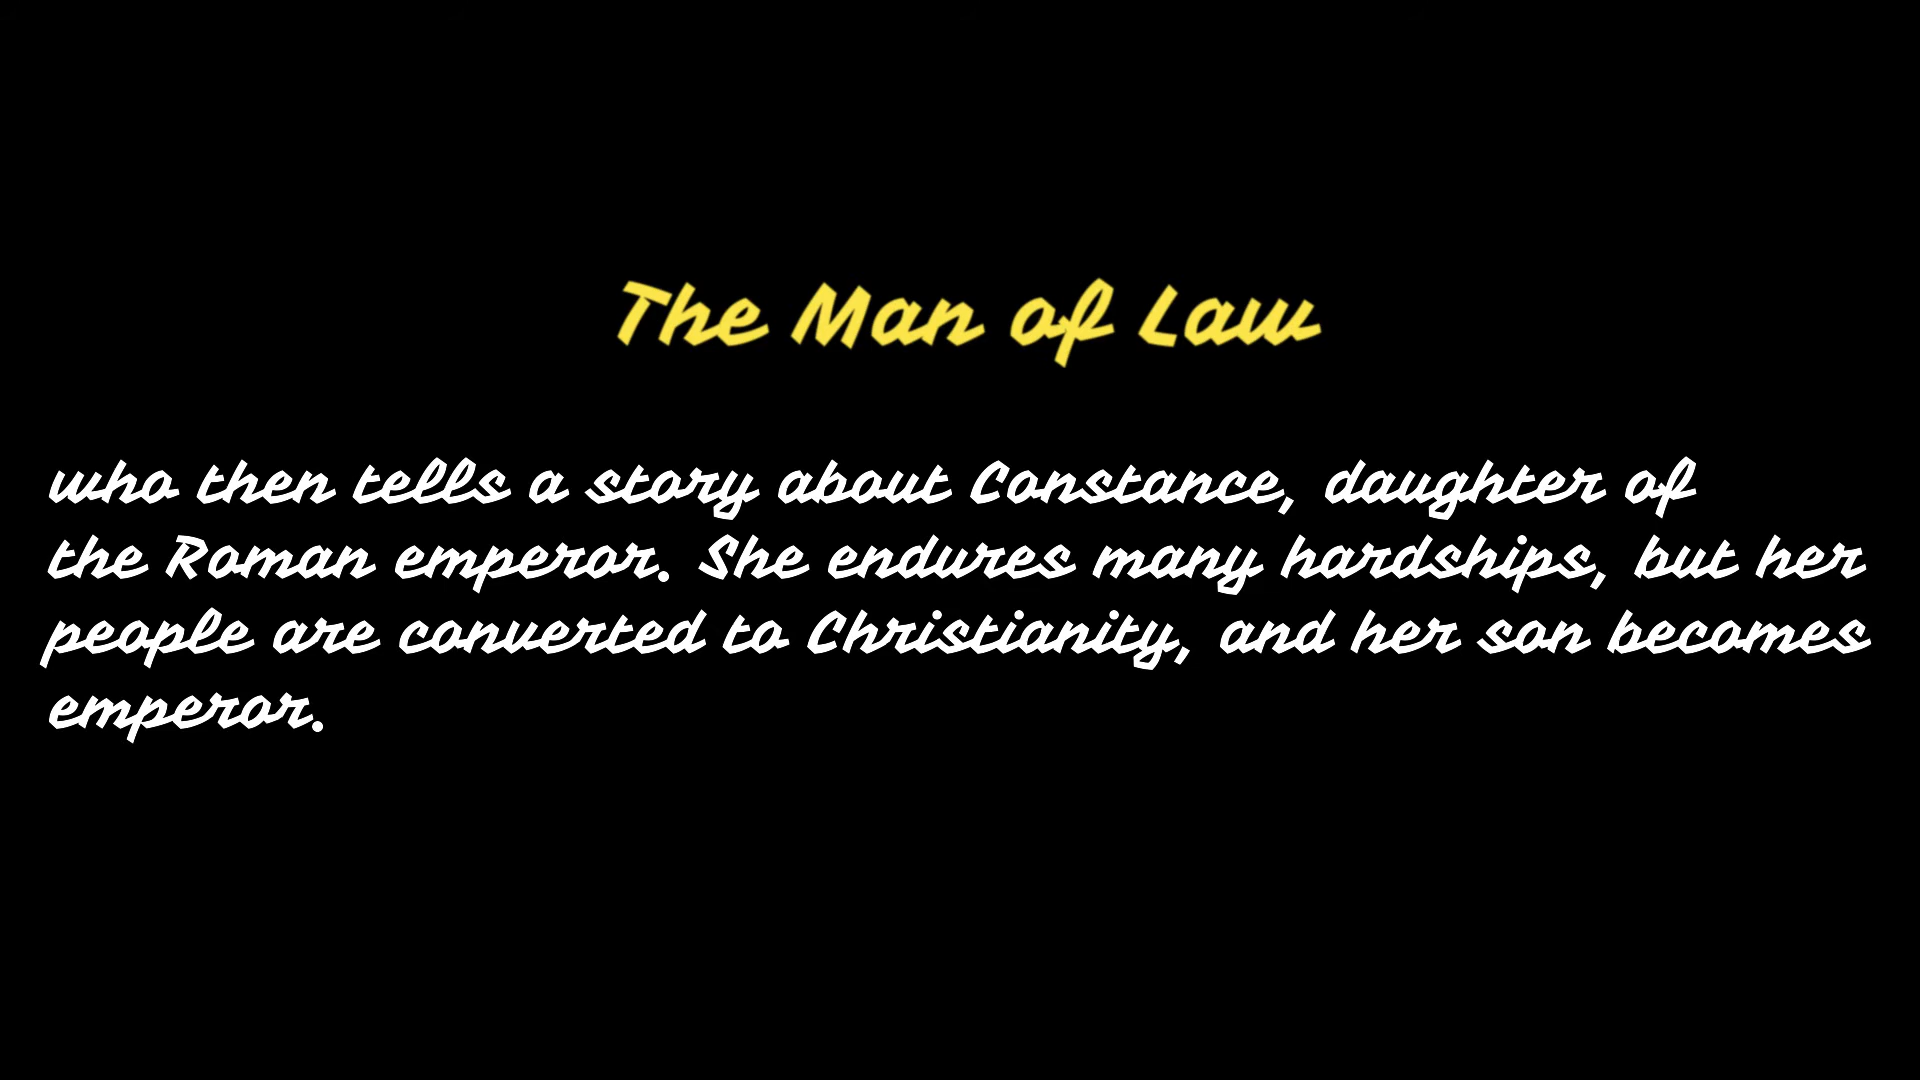 The Man of Law
who then tells a story about Constance, daughter of
the Roman emperor. She endures many hardships, but her
people are converted to Christianity, and her son becomes
emperor.